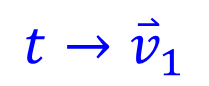 t → v⃗₁